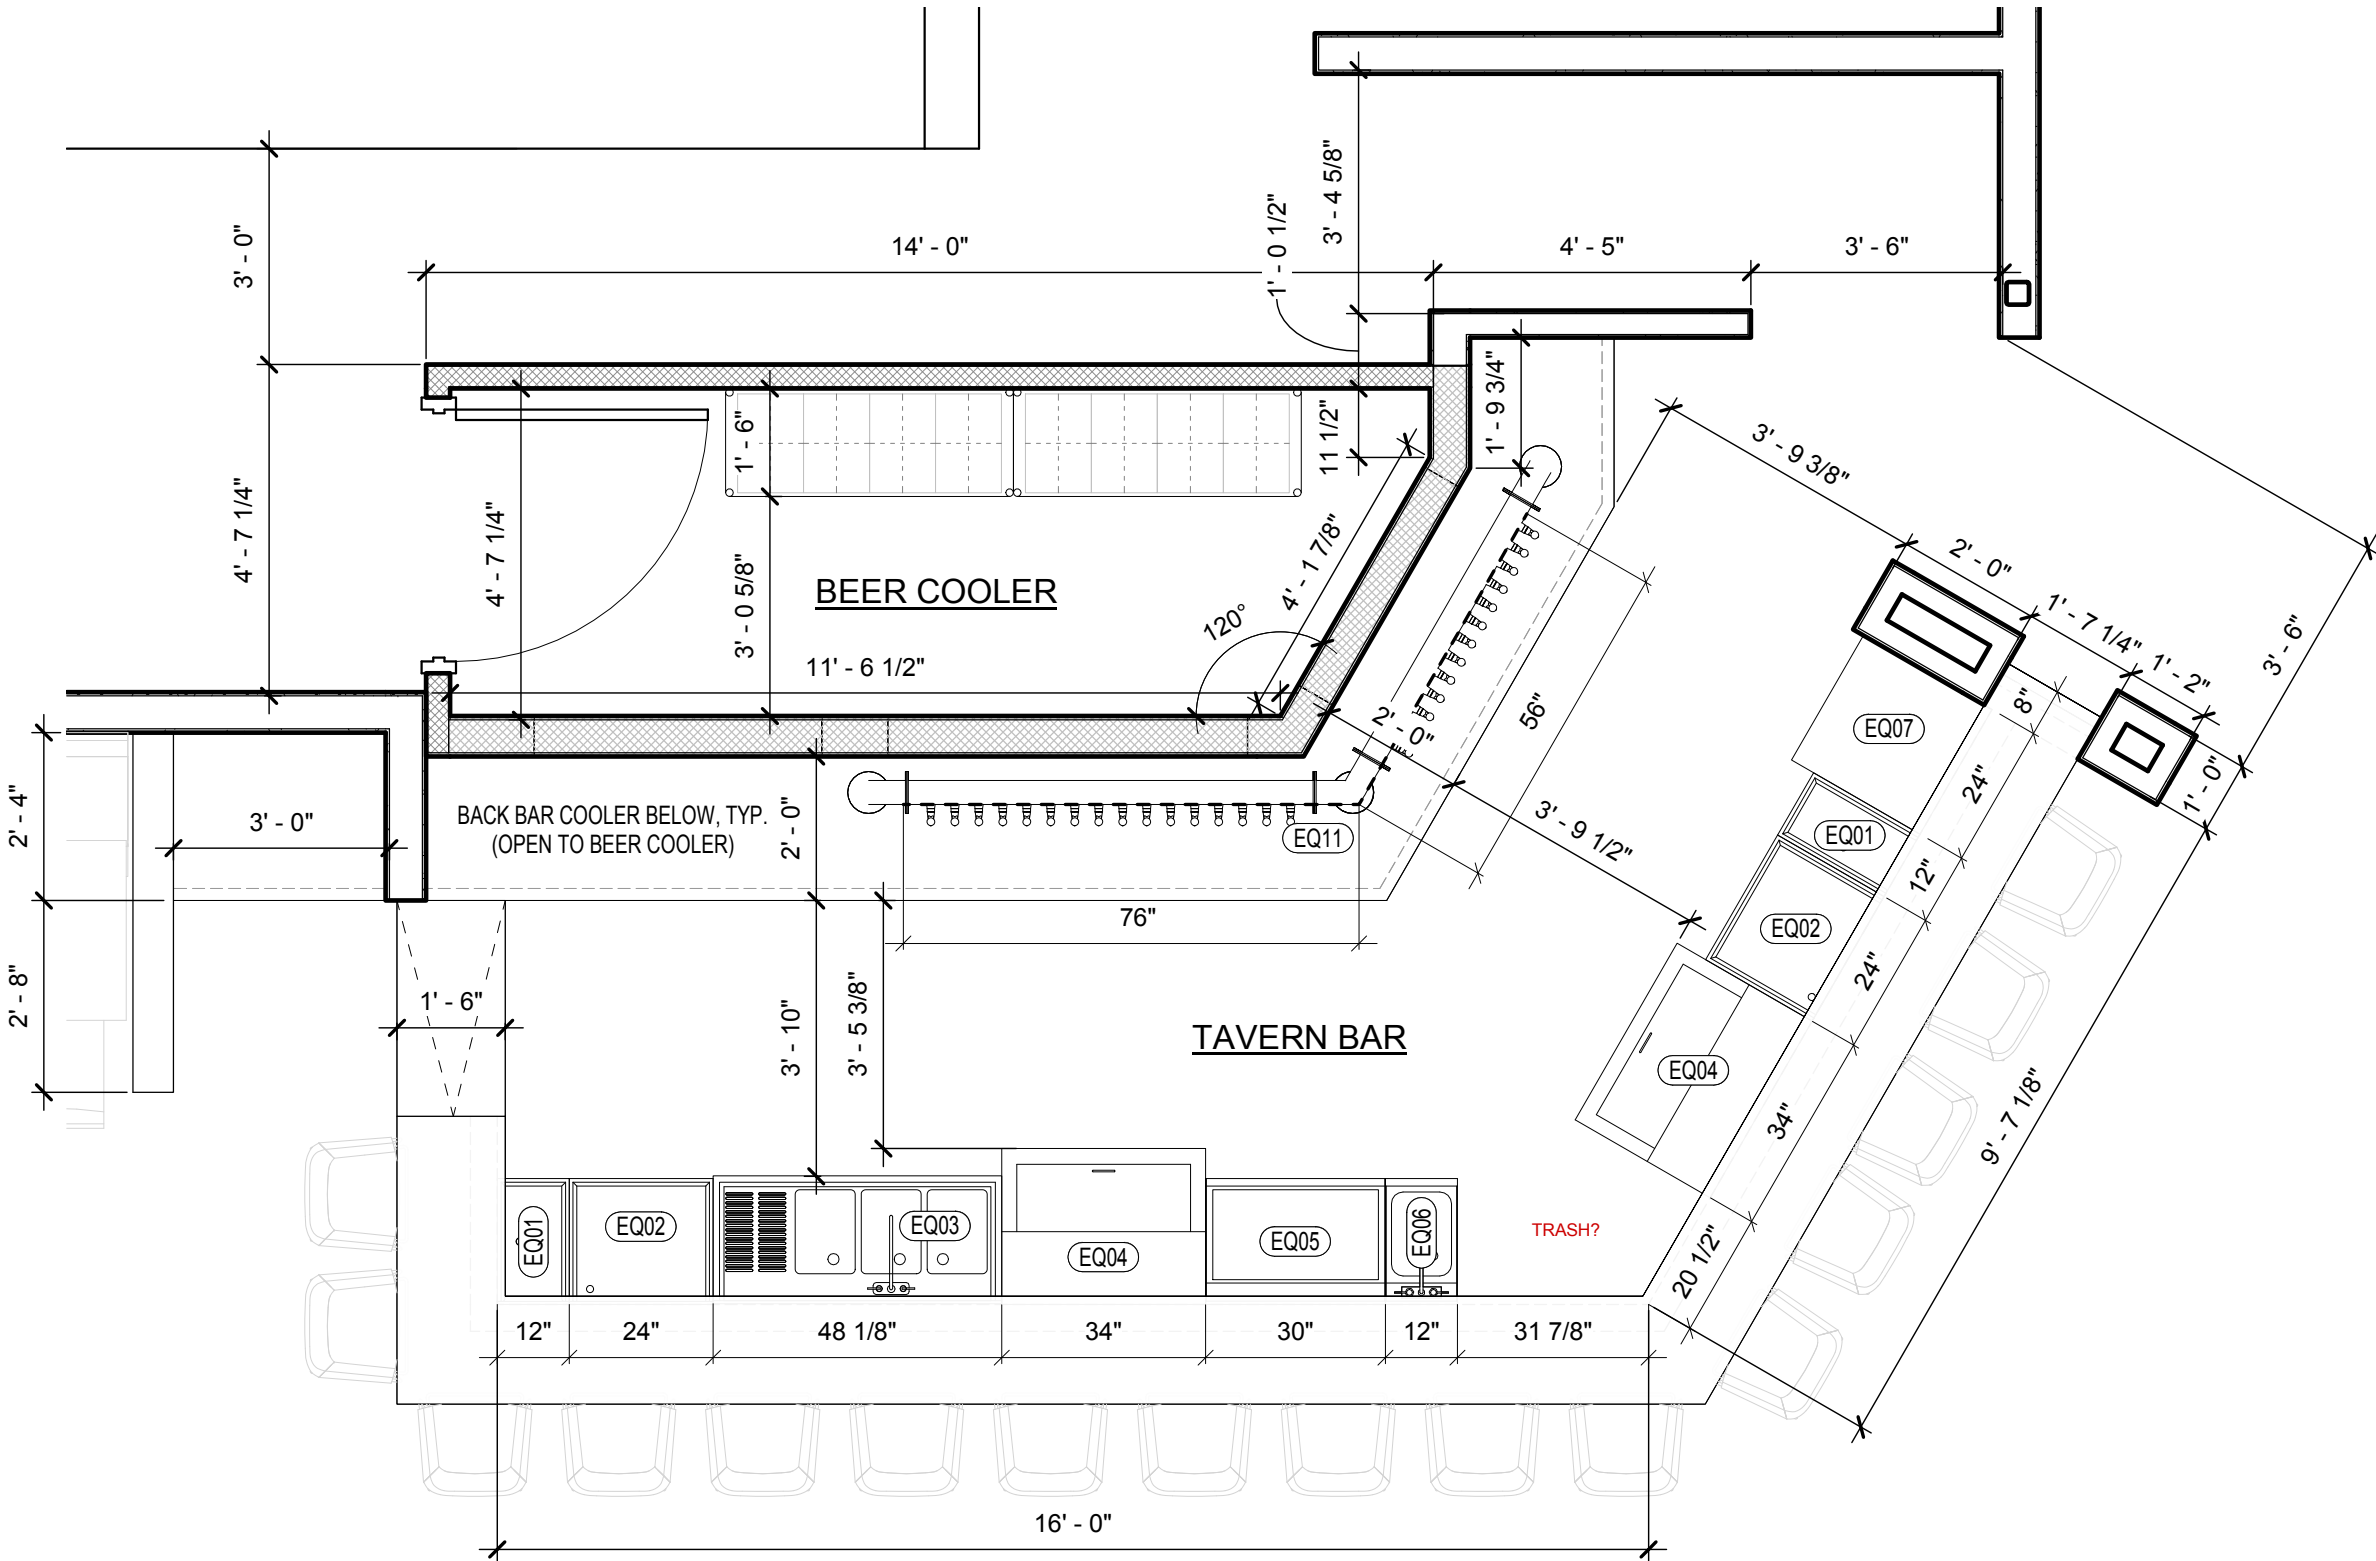 3' - 4 5/8"
1' - 0 1/2"
3' - 0"
14' - 0"
4' - 5"
3' - 6"
1' - 9 3/4"
11 1/2"
1' - 6"
3' - 9 3/8"
4' - 7 1/4"
4' - 7 1/4"
3' - 0 5/8"
BEER COOLER
4' - 1 7/8"
120°
11' - 6 1/2"
2' - 0"
1' - 7 1/4"
1' - 2"
3' - 6"
8"
EQ07
56"
2' - 0"
24"
1' - 0"
2' - 4"
3' - 0"
BACK BAR COOLER BELOW, TYP.
(OPEN TO BEER COOLER)
2' - 0"
EQ11
3' - 9 1/2"
EQ01
12"
76"
EQ02
24"
2' - 8"
1' - 6"
3' - 10"
3' - 5 3/8"
TAVERN BAR
EQ04
34"
9' - 7 1/8"
EQ01
EQ02
EQ03
EQ04
EQ05
EQ06
TRASH?
20 1/2"
12"
24"
48 1/8"
34"
30"
12"
31 7/8"
16' - 0"